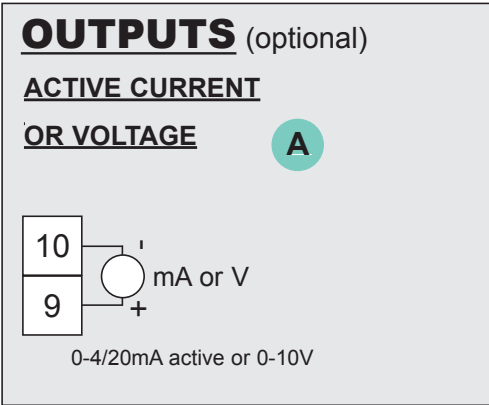 OUTPUTS (optional)
ACTIVE CURRENT
OR VOLTAGE
A
10
-
mA or V
9
+
0-4/20mA active or 0-10V